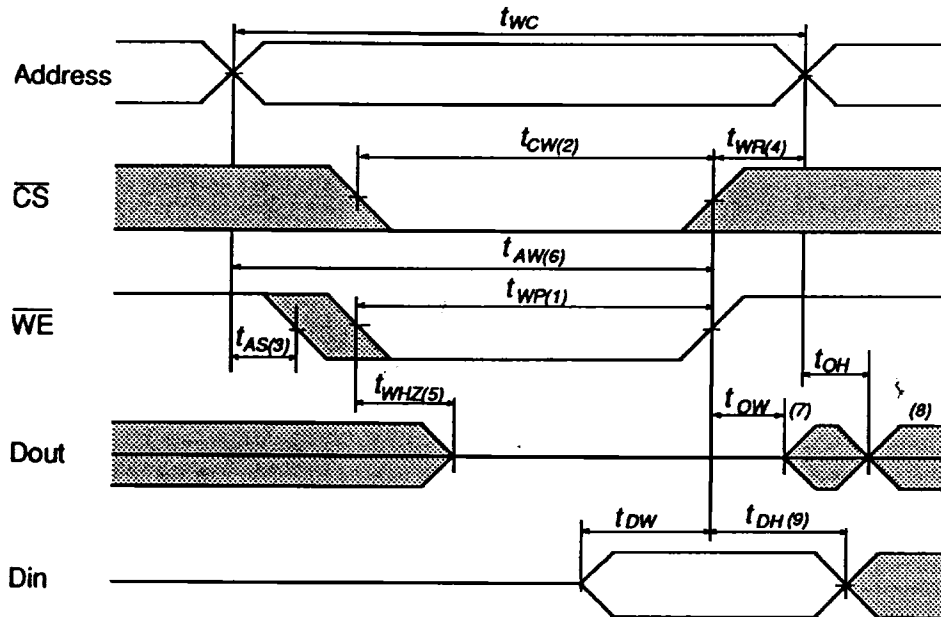 tWC
Address
tCW(2)
tWR(4)
CS
tAW(6)
tWP(1)
WE
tAS(3)
tOH
tWHZ(5)
tOW
(7)
(8)
Dout
tDW
tDH(9)
Din